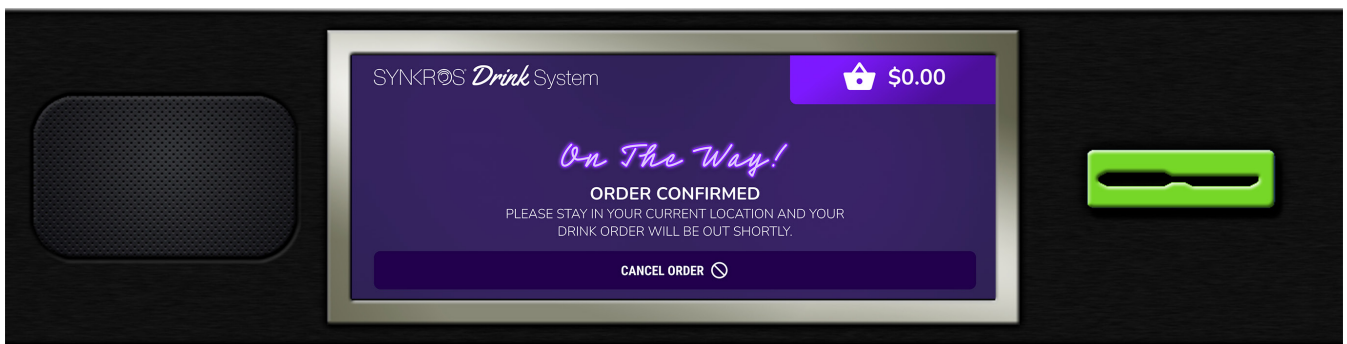 SYNKROS® Drink System
$0.00
On The Way!
ORDER CONFIRMED
PLEASE STAY IN YOUR CURRENT LOCATION AND YOUR
DRINK ORDER WILL BE OUT SHORTLY.
CANCEL ORDER